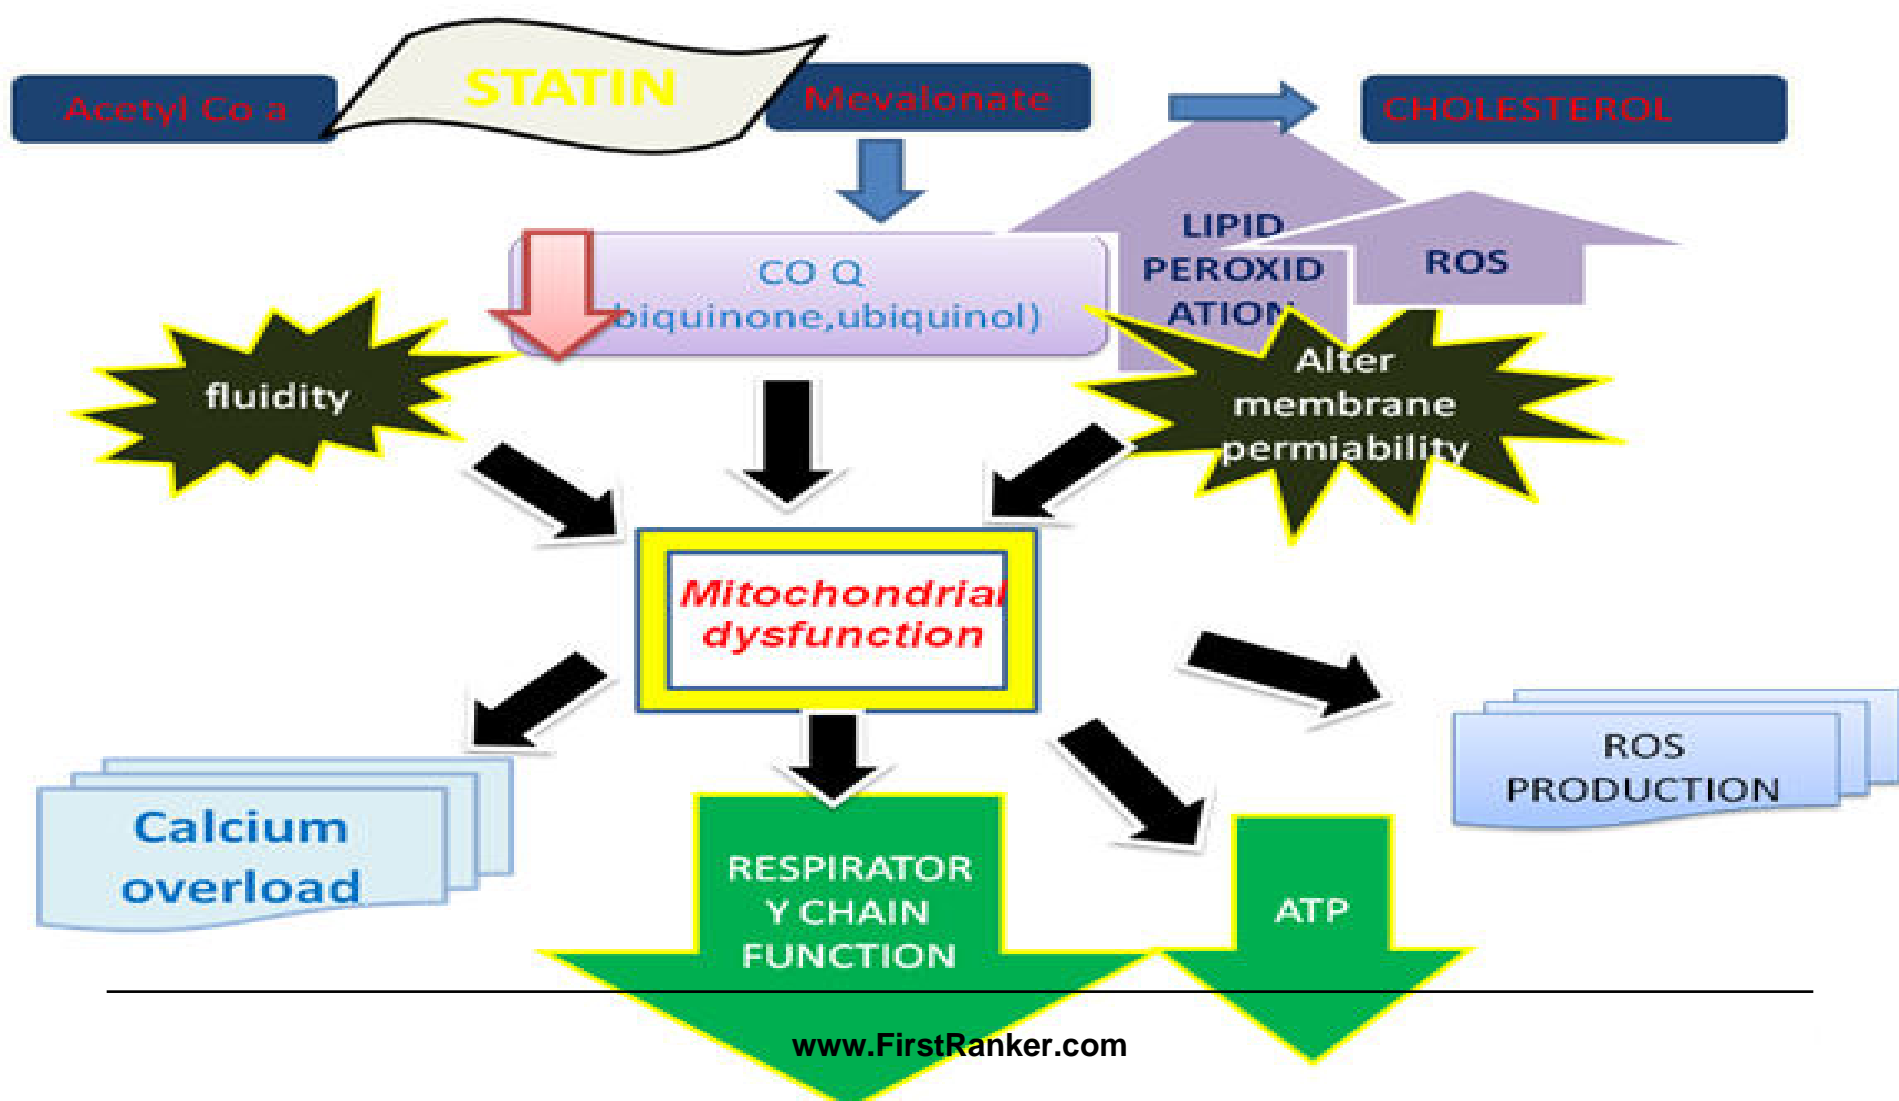 Acetyl Co a
STATIN
Mevalonate
CHOLESTEROL
LIPID
PEROXID
ATION
ROS
CO Q
biquinone,ubiquinol)
fluidity
Alter
membrane
permiability
Mitochondrial
dysfunction
ROS
PRODUCTION
Calcium
overload
RESPIRATOR
Y CHAIN
FUNCTION
ATP
www.FirstRanker.com